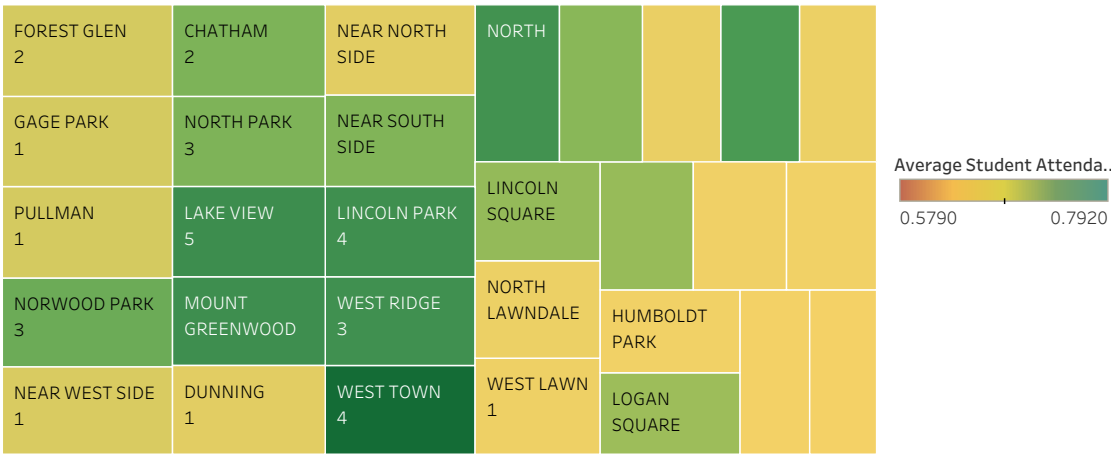 FOREST GLEN
2
CHATHAM
2
NEAR NORTH
SIDE
NORTH
GAGE PARK
1
NORTH PARK
3
NEAR SOUTH
SIDE
PULLMAN
1
LAKE VIEW
5
LINCOLN PARK
4
LINCOLN
SQUARE
NORWOOD PARK
3
MOUNT
GREENWOOD
WEST RIDGE
3
NORTH
LAWNDALE
HUMBOLDT
PARK
NEAR WEST SIDE
1
DUNNING
1
WEST TOWN
4
WEST LAWN
1
LOGAN
SQUARE
Average Student Attenda..
0.5790
0.7920